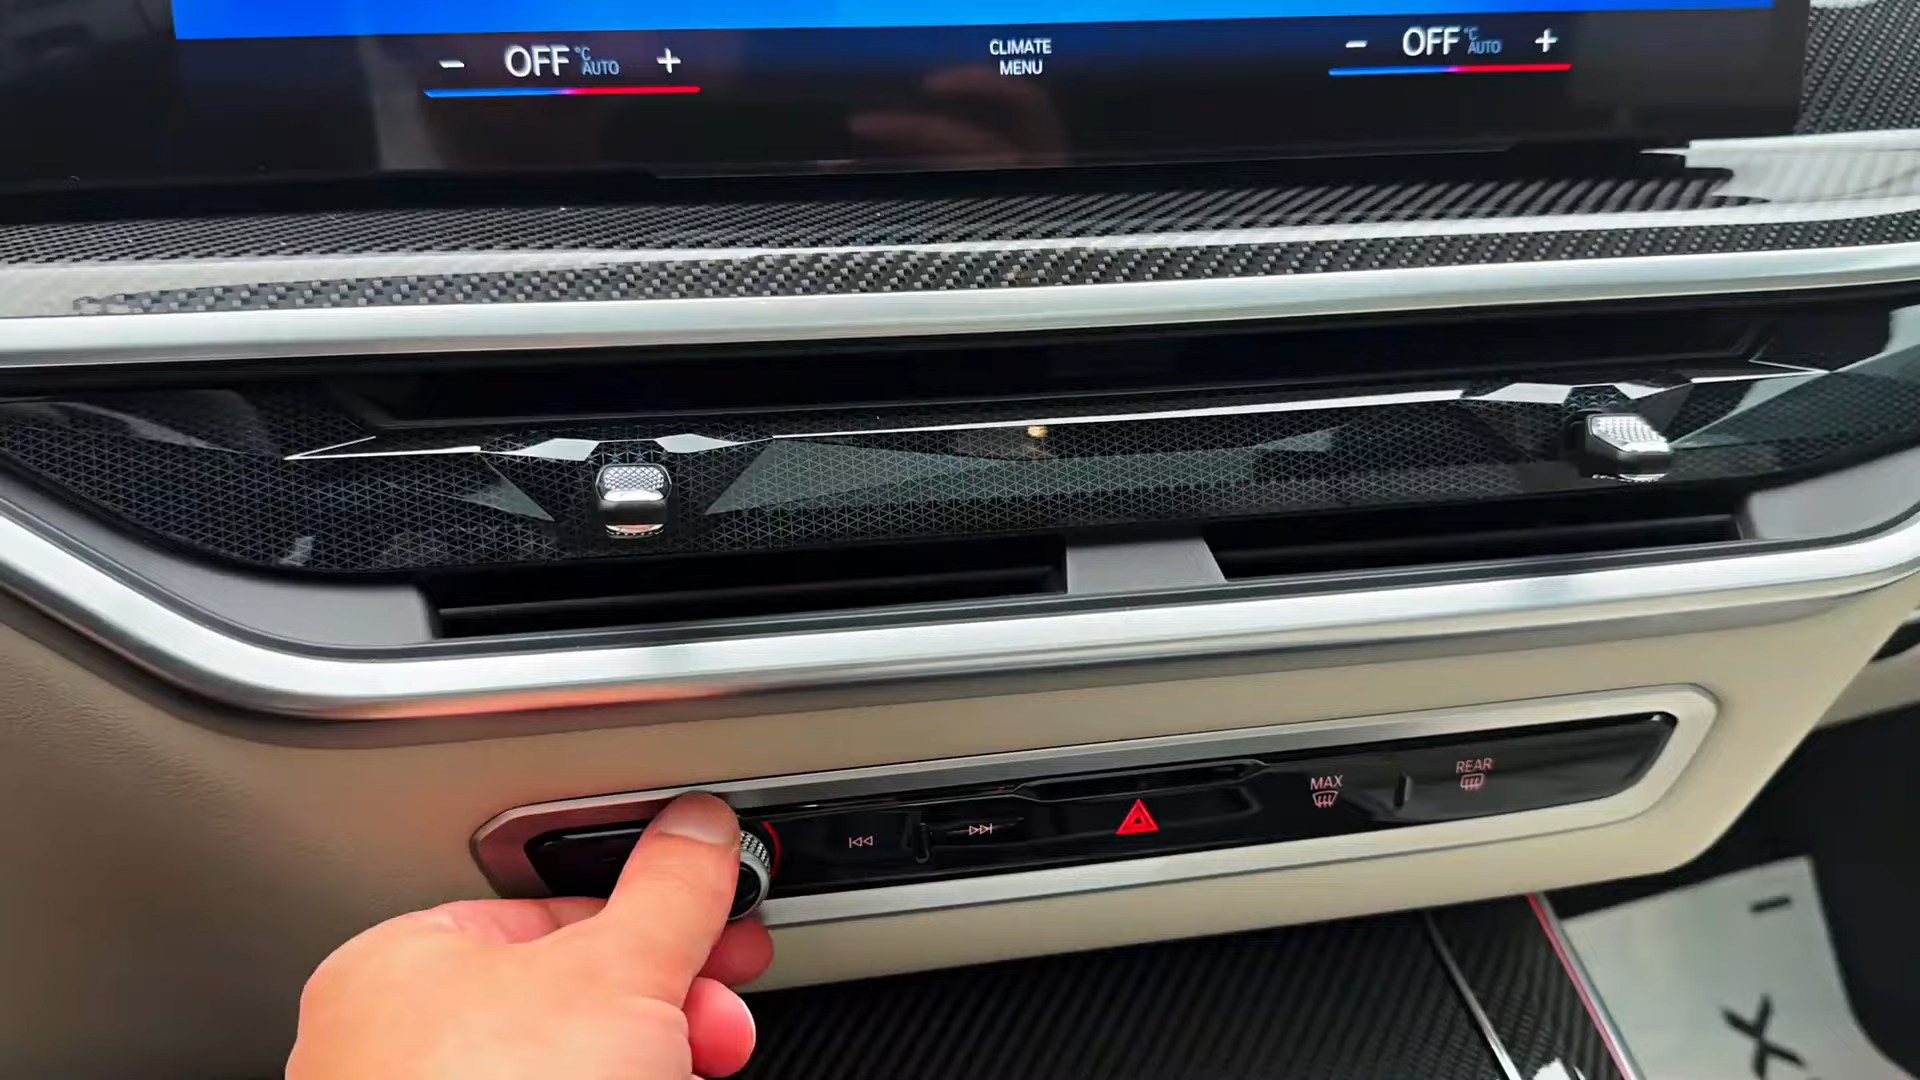 − OFF °C AUTO +
CLIMATE
MENU
− OFF °C AUTO +
MAX
REAR
X